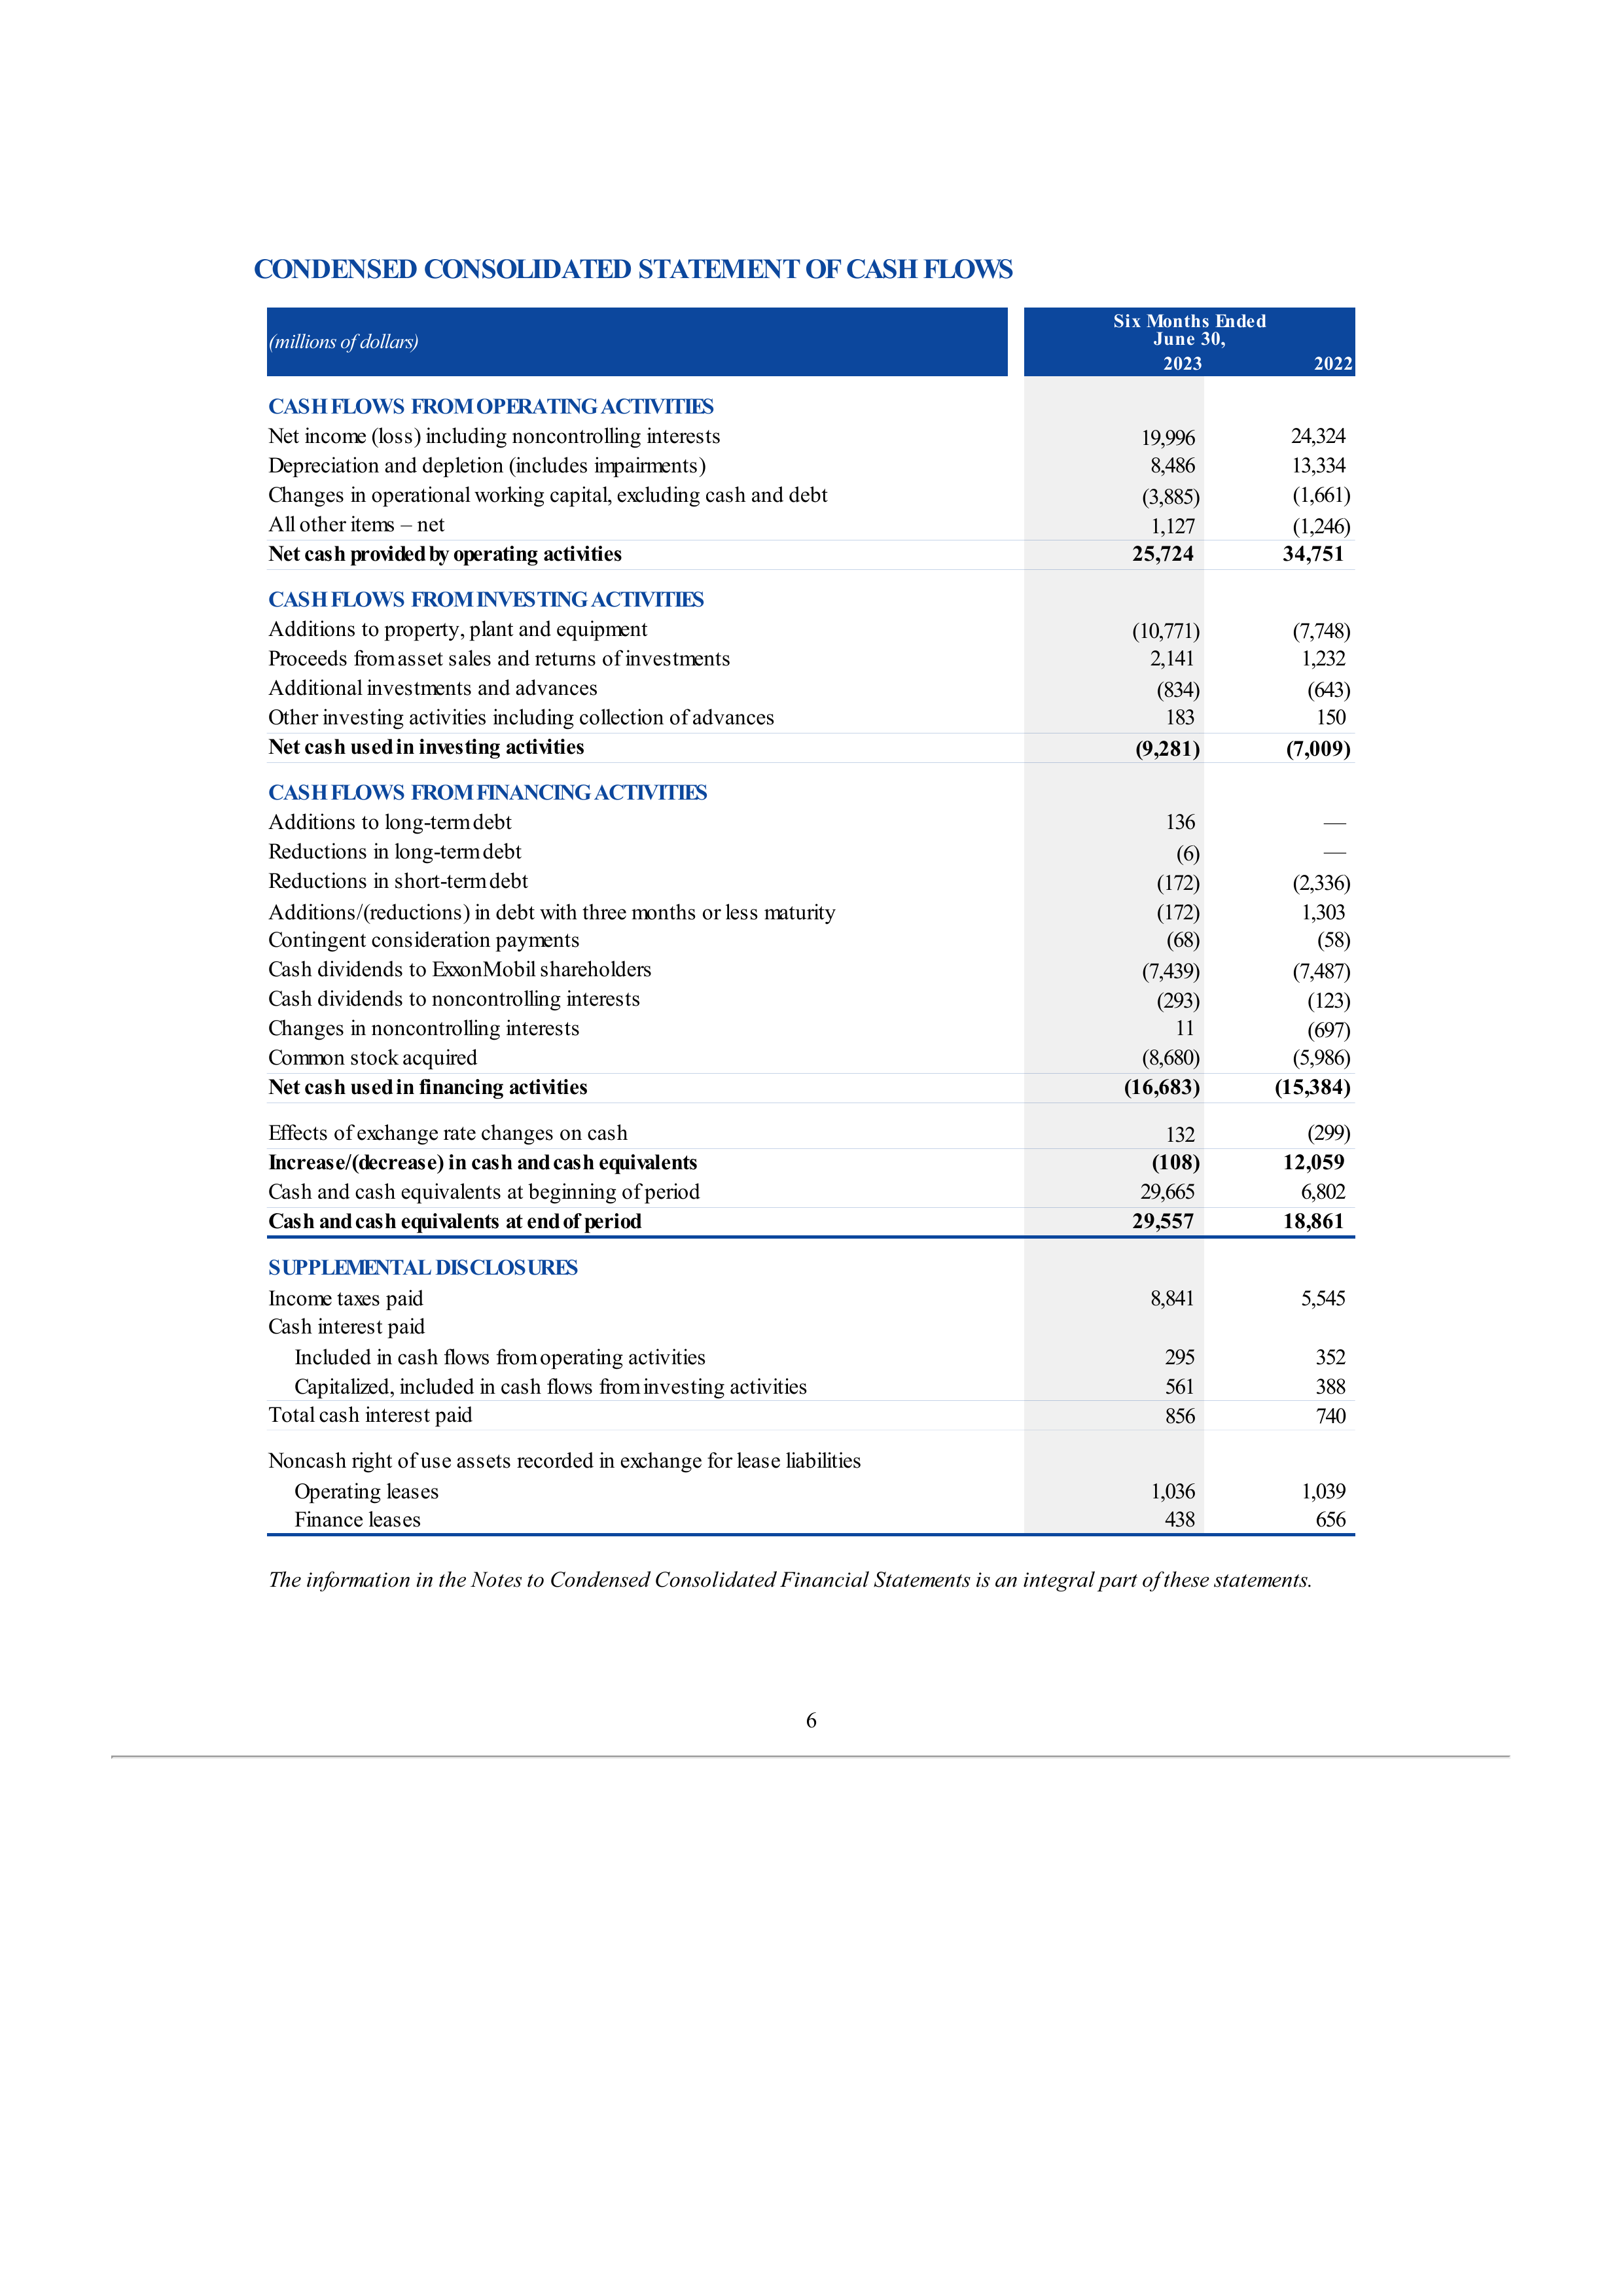 CONDENSED CONSOLIDATED STATEMENT OF CASH FLOWS
(millions of dollars)
Six Months Ended
June 30,
2023 2022
CASH FLOWS FROM OPERATING ACTIVITIES
Net income (loss) including noncontrolling interests 19,996 24,324
Depreciation and depletion (includes impairments) 8,486 13,334
Changes in operational working capital, excluding cash and debt (3,885) (1,661)
All other items – net 1,127 (1,246)
Net cash provided by operating activities 25,724 34,751
CASH FLOWS FROM INVESTING ACTIVITIES
Additions to property, plant and equipment (10,771) (7,748)
Proceeds from asset sales and returns of investments 2,141 1,232
Additional investments and advances (834) (643)
Other investing activities including collection of advances 183 150
Net cash used in investing activities (9,281) (7,009)
CASH FLOWS FROM FINANCING ACTIVITIES
Additions to long-term debt 136 —
Reductions in long-term debt (6) —
Reductions in short-term debt (172) (2,336)
Additions/(reductions) in debt with three months or less maturity (172) 1,303
Contingent consideration payments (68) (58)
Cash dividends to ExxonMobil shareholders (7,439) (7,487)
Cash dividends to noncontrolling interests (293) (123)
Changes in noncontrolling interests 11 (697)
Common stock acquired (8,680) (5,986)
Net cash used in financing activities (16,683) (15,384)
Effects of exchange rate changes on cash 132 (299)
Increase/(decrease) in cash and cash equivalents (108) 12,059
Cash and cash equivalents at beginning of period 29,665 6,802
Cash and cash equivalents at end of period 29,557 18,861
SUPPLEMENTAL DISCLOSURES
Income taxes paid 8,841 5,545
Cash interest paid
Included in cash flows from operating activities 295 352
Capitalized, included in cash flows from investing activities 561 388
Total cash interest paid 856 740
Noncash right of use assets recorded in exchange for lease liabilities
Operating leases 1,036 1,039
Finance leases 438 656
The information in the Notes to Condensed Consolidated Financial Statements is an integral part of these statements.
6